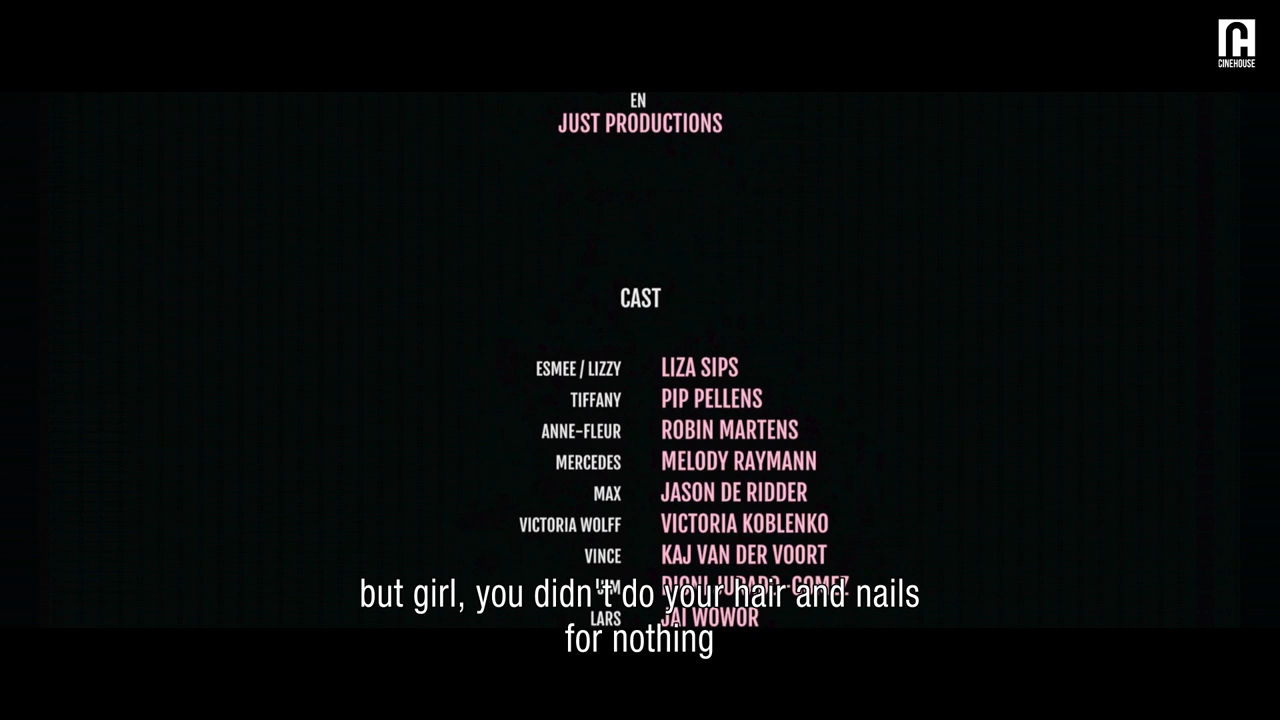 CINEHOUSE
EN
JUST PRODUCTIONS
CAST
ESMEE / LIZZY LIZA SIPS
TIFFANY PIP PELLENS
ANNE-FLEUR ROBIN MARTENS
MERCEDES MELODY RAYMANN
MAX JASON DE RIDDER
VICTORIA WOLFF VICTORIA KOBLENKO
VINCE KAJ VAN DER VOORT
LARS JAI WOWOR
but girl, you didn't do your hair and nails
for nothing